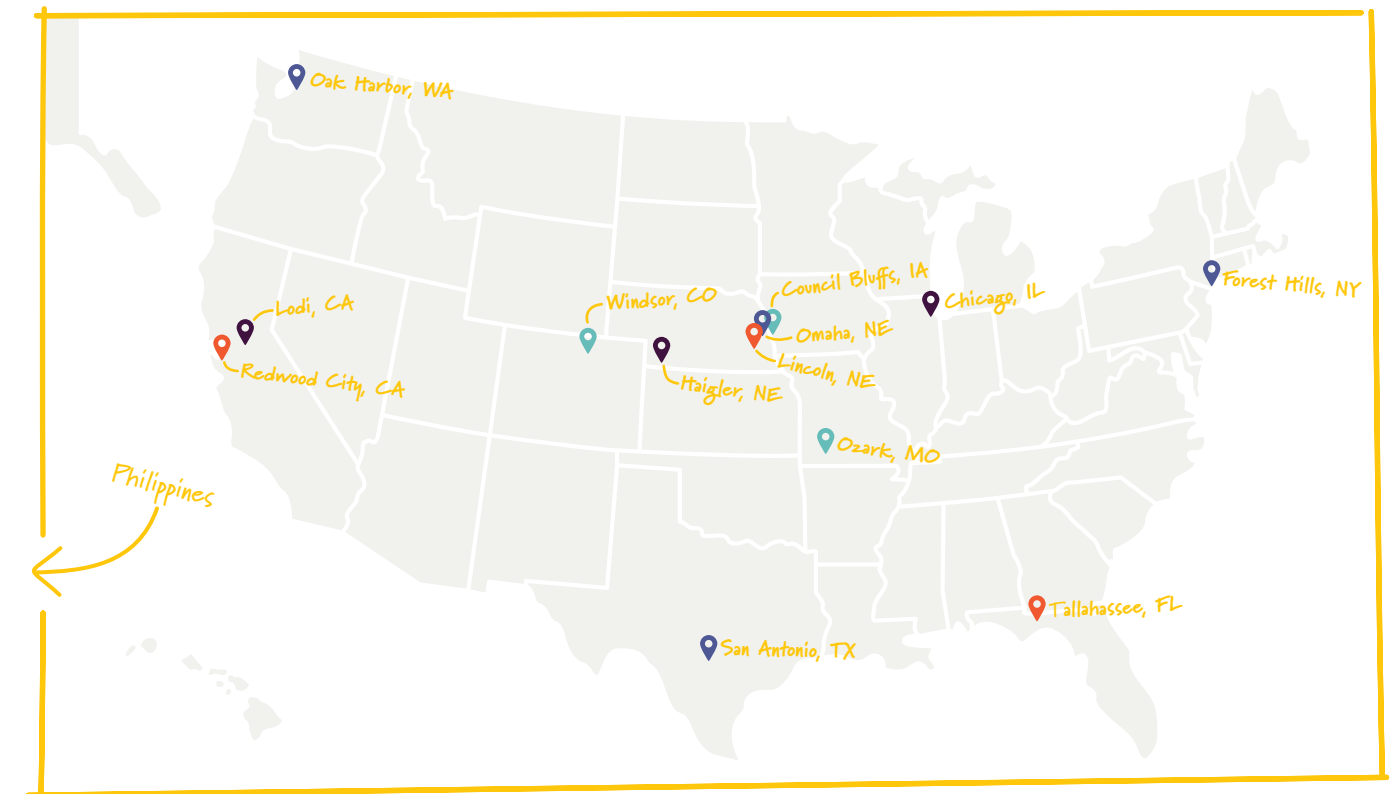 Oak Harbor, WA
Council Bluffs, IA
Forest Hills, NY
Windsor, CO
Chicago, IL
Lodi, CA
Omaha, NE
Lincoln, NE
Redwood City, CA
Haigler, NE
Ozark, MO
Philippines
Tallahassee, FL
San Antonio, TX